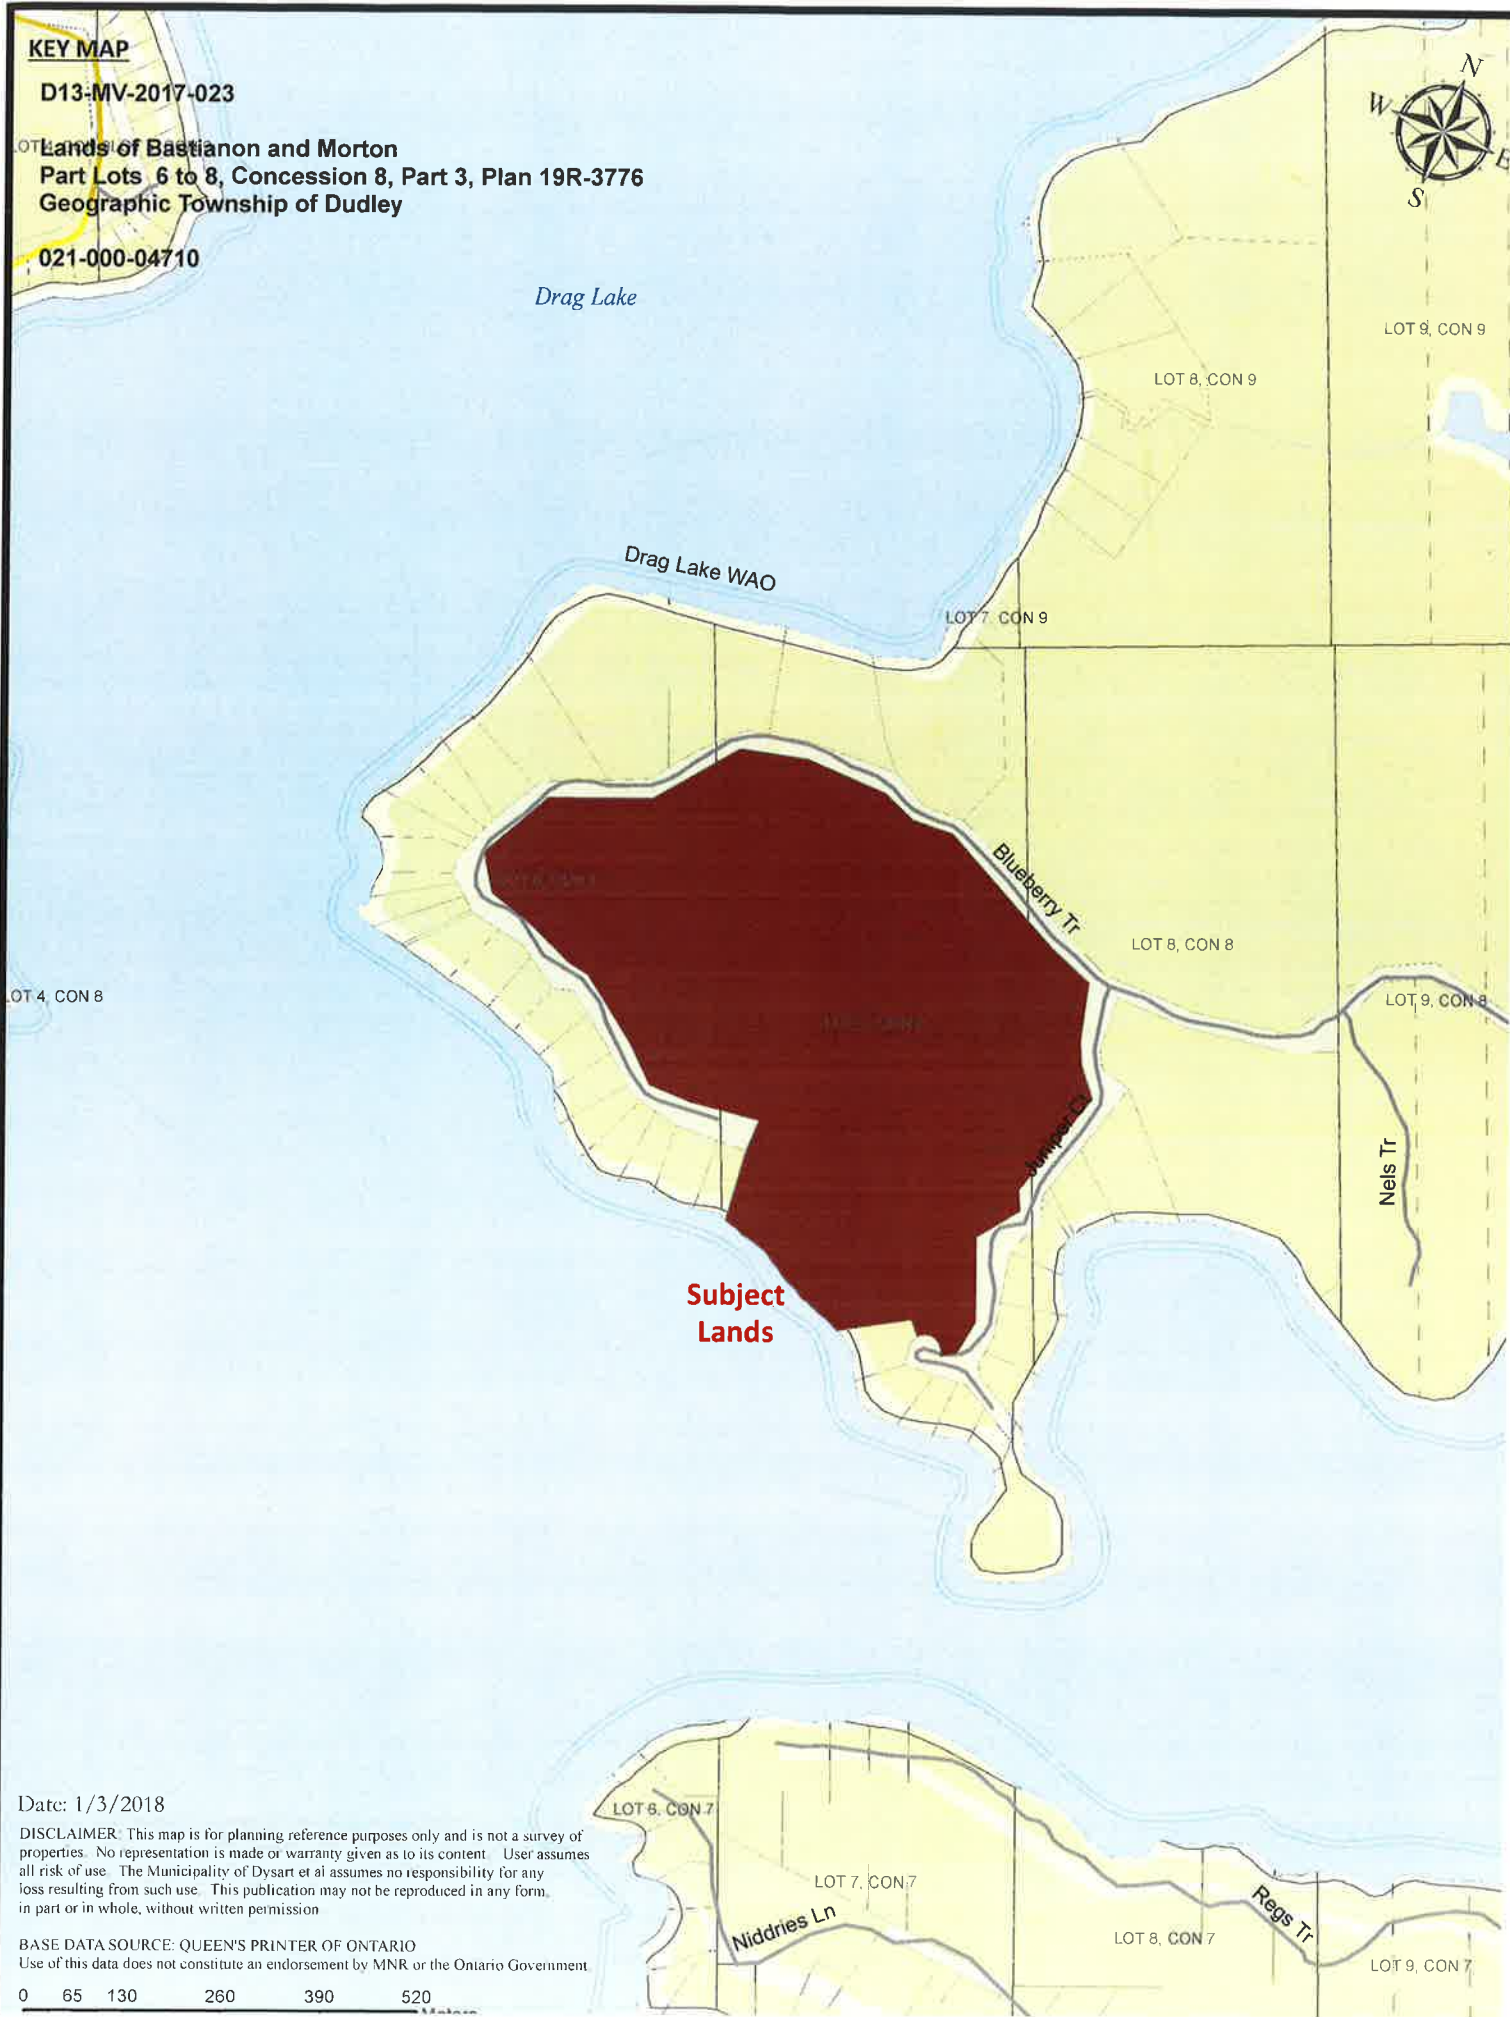 KEY MAP
D13-MV-2017-023
Lands of Bastianon and Morton
Part Lots 6 to 8, Concession 8, Part 3, Plan 19R-3776
Geographic Township of Dudley
021-000-04710
N
W
E
S
Drag Lake
LOT 9, CON 9
LOT 8, CON 9
Drag Lake WAO
LOT 7, CON 9
Blueberry Tr
LOT 8, CON 8
LOT 4, CON 8
LOT 9, CON 8
Juniper Ct
Nels Tr
Subject
Lands
Date: 1/3/2018
DISCLAIMER: This map is for planning reference purposes only and is not a survey of
properties. No representation is made or warranty given as to its content. User assumes
all risk of use. The Municipality of Dysart et al assumes no responsibility for any
loss resulting from such use. This publication may not be reproduced in any form,
in part or in whole, without written permission
BASE DATA SOURCE: QUEEN'S PRINTER OF ONTARIO
Use of this data does not constitute an endorsement by MNR or the Ontario Government
0 65 130 260 390 520
Meters
LOT 6, CON 7
LOT 7, CON 7
Niddries Ln
Regs Tr
LOT 8, CON 7
LOT 9, CON 7